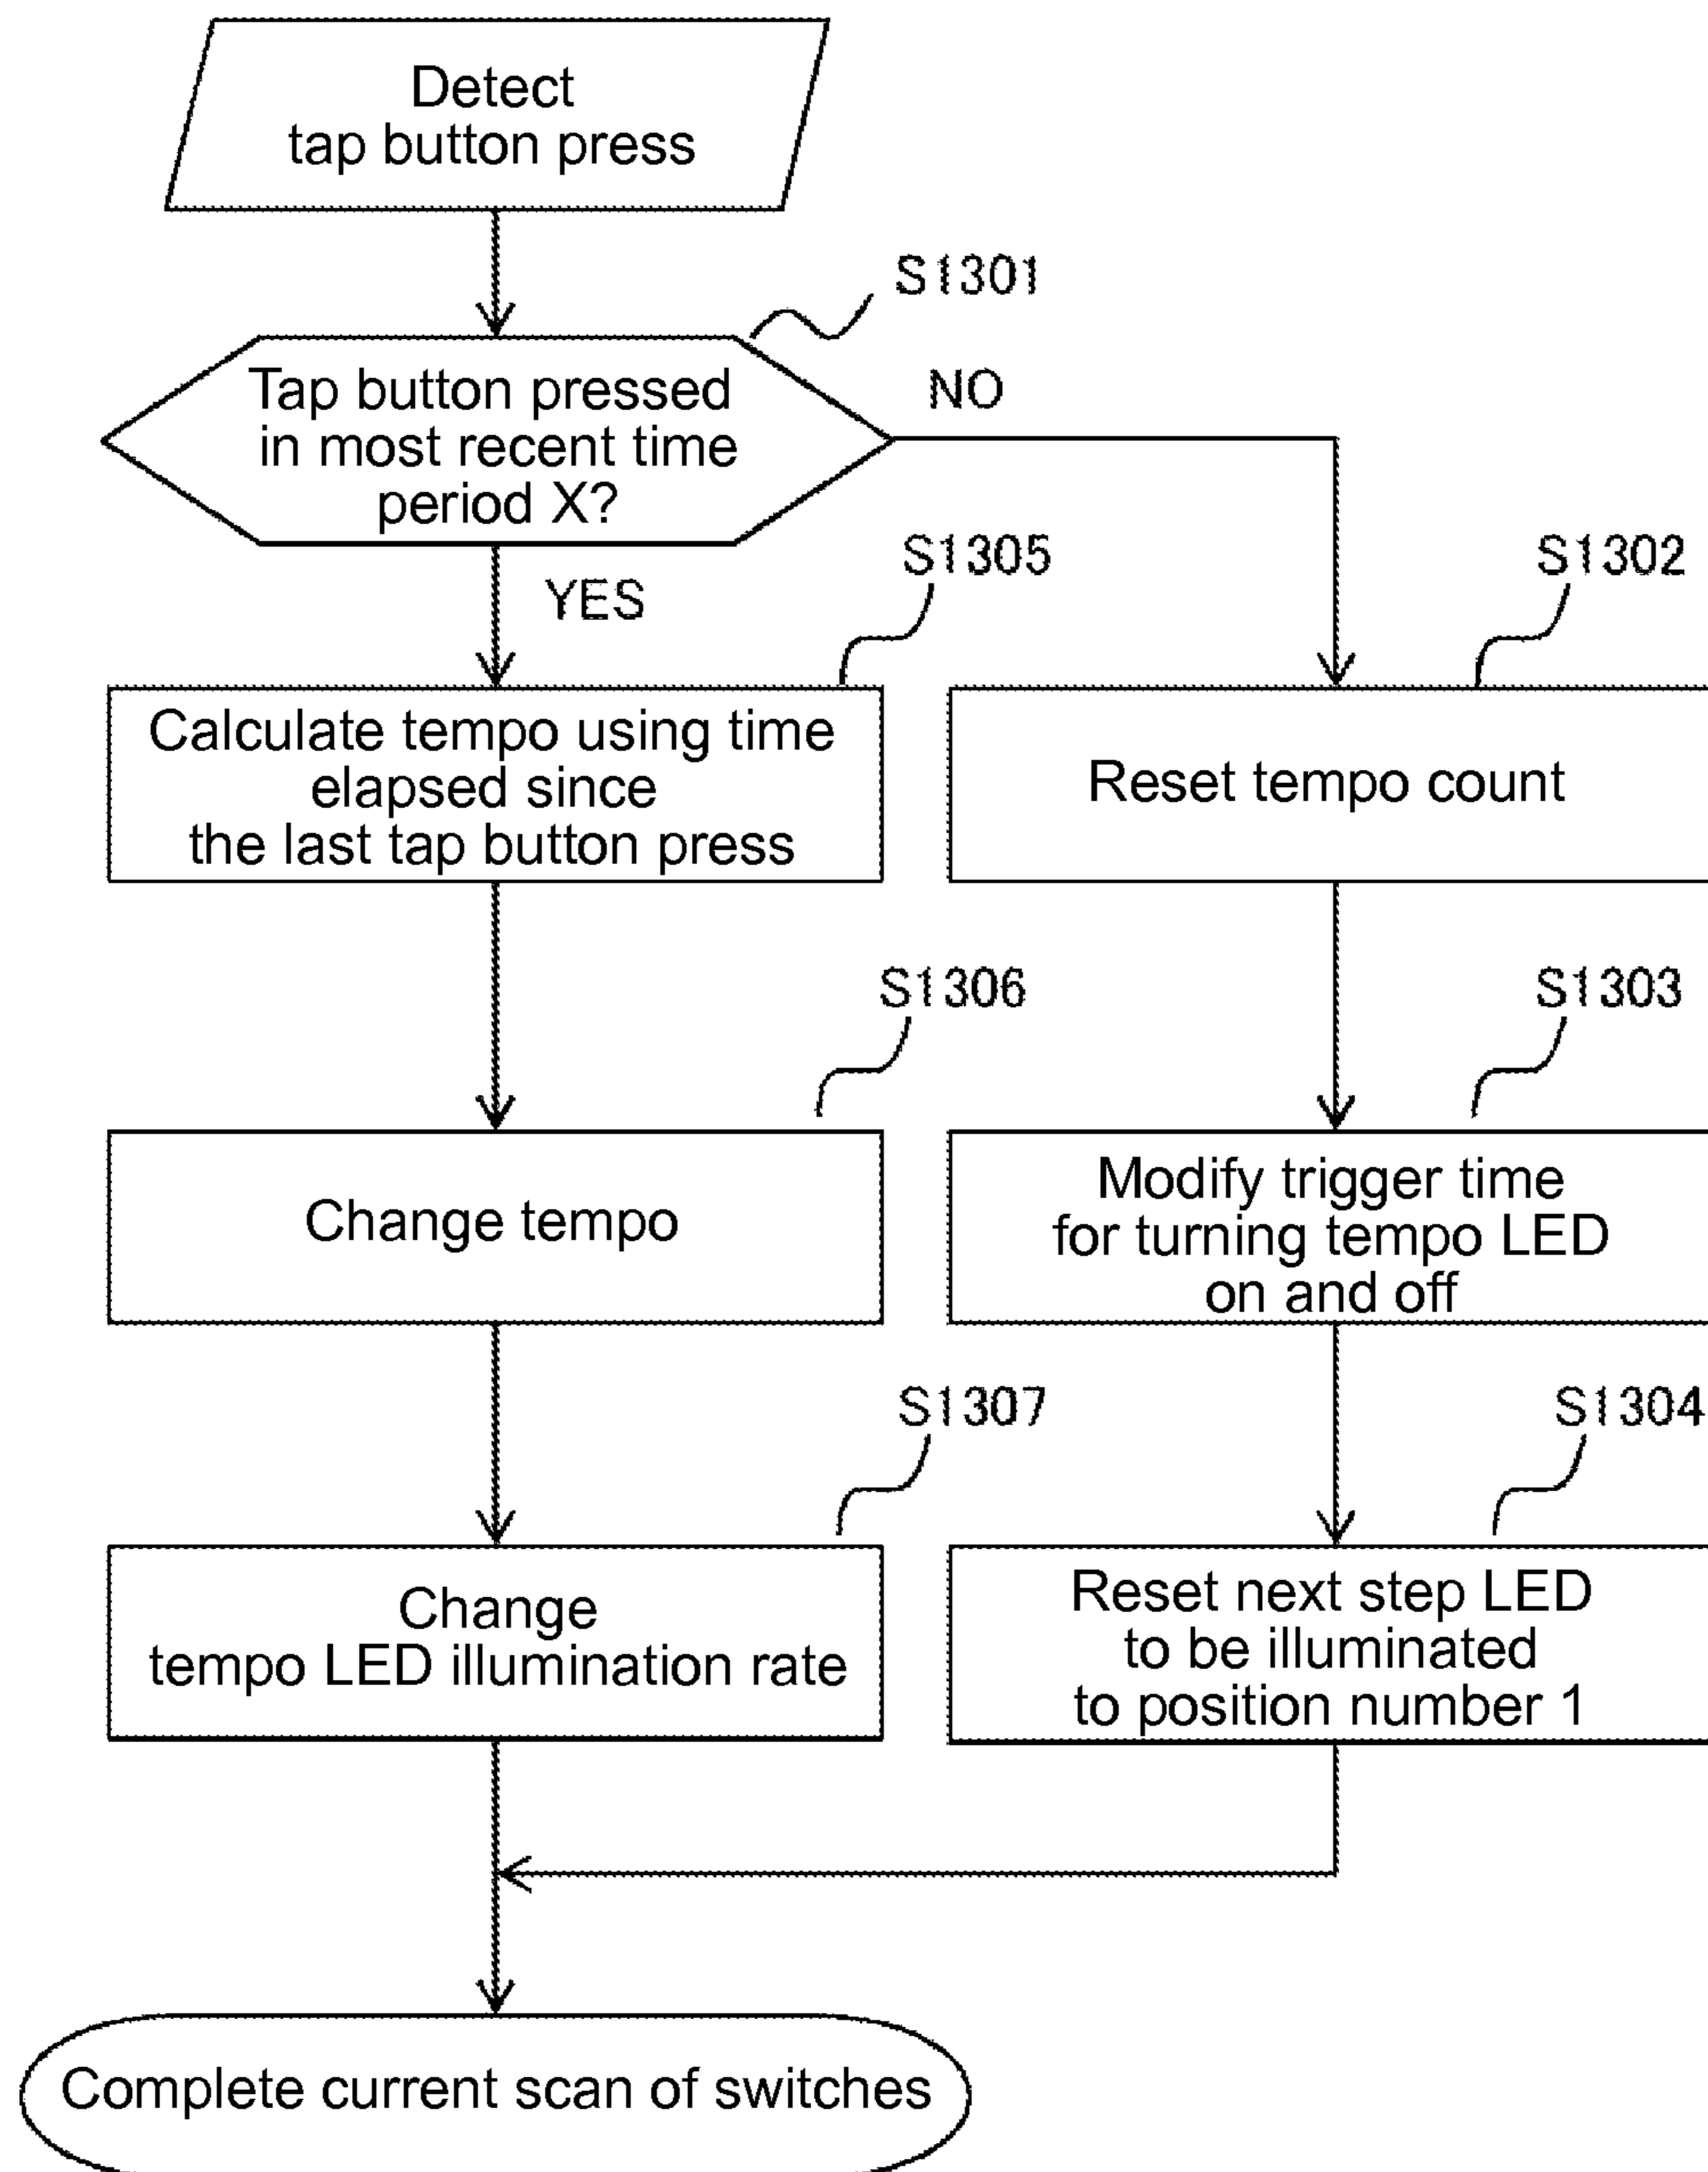 Detect
tap button press
S1301
Tap button pressed
in most recent time
period X?
NO
YES
S1305
S1302
Calculate tempo using time
elapsed since
the last tap button press
Reset tempo count
S1306
S1303
Change tempo
Modify trigger time
for turning tempo LED
on and off
S1307
S1304
Change
tempo LED illumination rate
Reset next step LED
to be illuminated
to position number 1
Complete current scan of switches